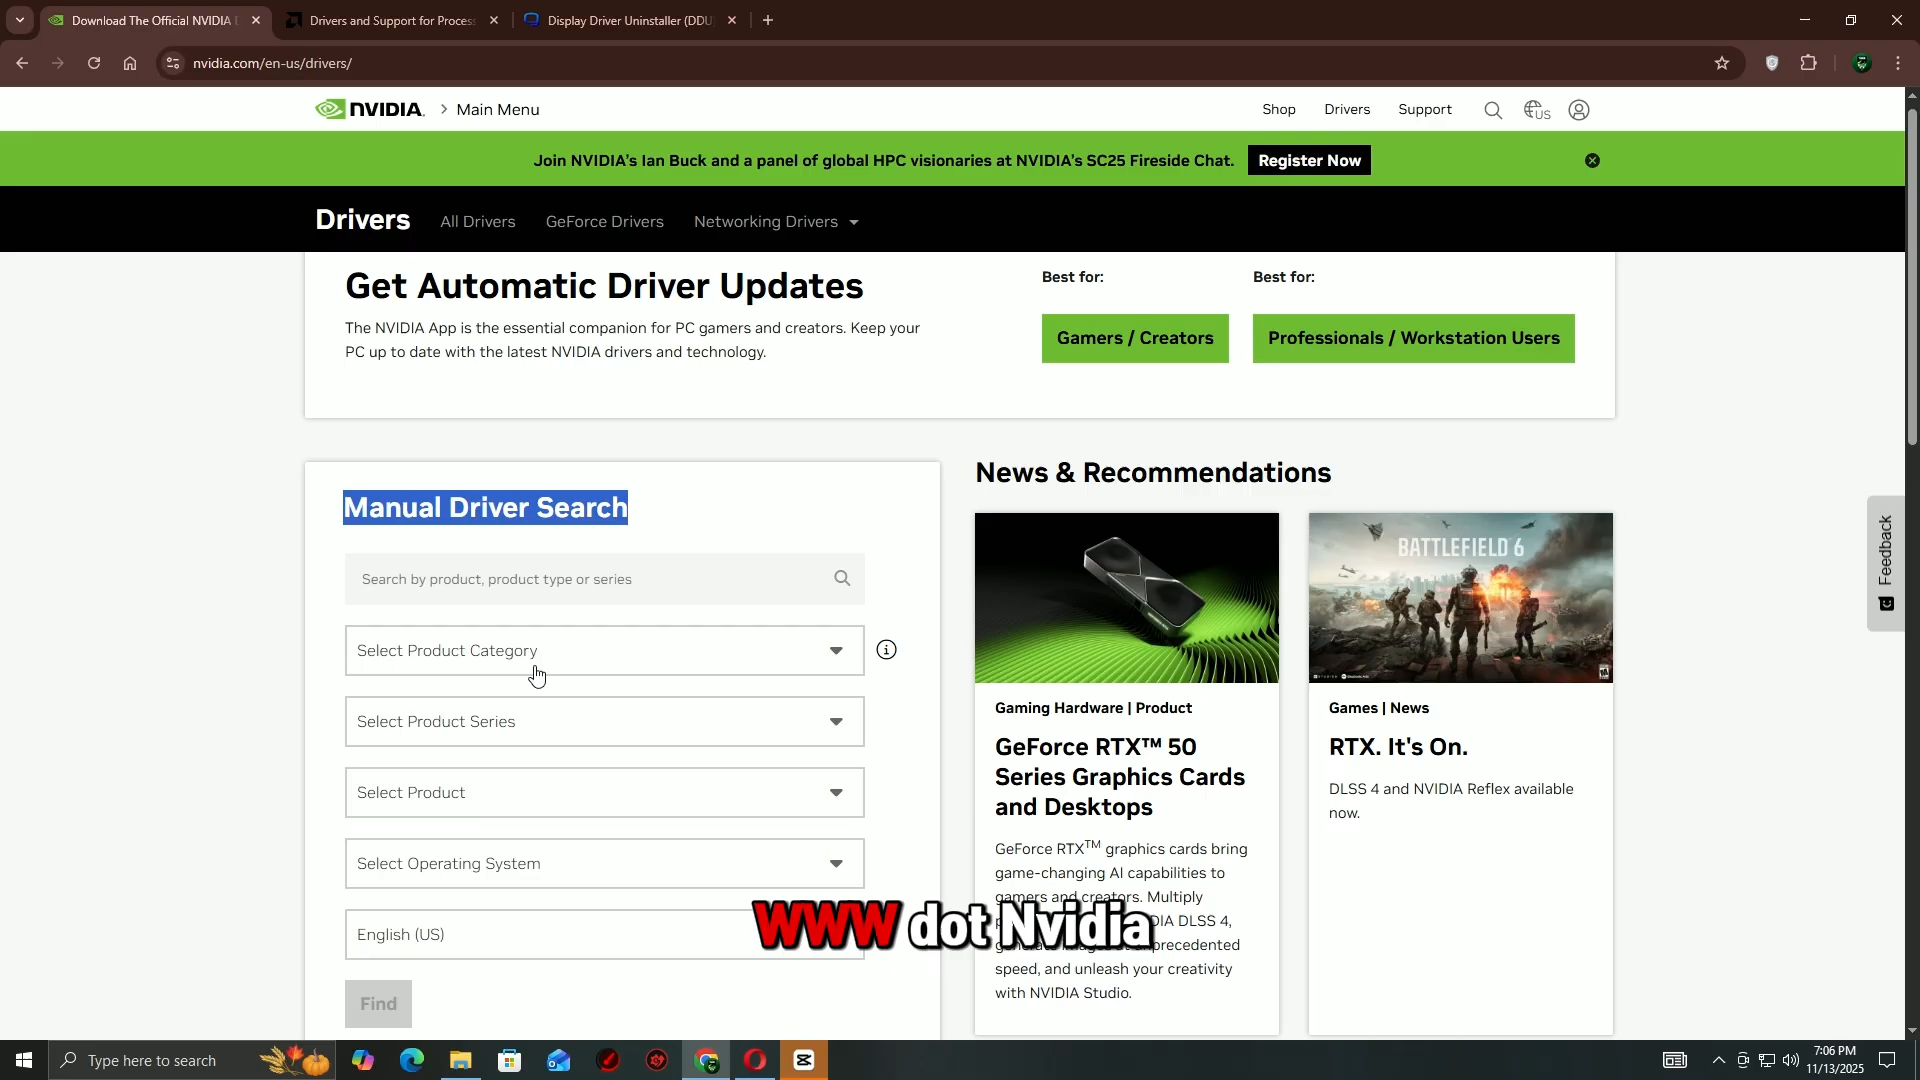 Download The Official NVIDIA D
Drivers and Support for Process
Display Driver Uninstaller (DDU
nvidia.com/en-us/drivers/
NVIDIA. > Main Menu
Shop
Drivers
Support
US
Join NVIDIA's Ian Buck and a panel of global HPC visionaries at NVIDIA's SC25 Fireside Chat.
Register Now
Drivers
All Drivers
GeForce Drivers
Networking Drivers
Get Automatic Driver Updates
The NVIDIA App is the essential companion for PC gamers and creators. Keep your
PC up to date with the latest NVIDIA drivers and technology.
Best for:
Gamers / Creators
Best for:
Professionals / Workstation Users
Manual Driver Search
Search by product, product type or series
Select Product Category
Select Product Series
Select Product
Select Operating System
English (US)
Find
News & Recommendations
Gaming Hardware | Product
GeForce RTX™ 50
Series Graphics Cards
and Desktops
GeForce RTX™ graphics cards bring
game-changing AI capabilities to
gamers and creators. Multiply
DIA DLSS 4,
precedented
speed, and unleash your creativity
with NVIDIA Studio.
BATTLEFIELD 6
Games | News
RTX. It's On.
DLSS 4 and NVIDIA Reflex available
now.
Feedback
WWW dot Nvidia
Type here to search
7:06 PM
11/13/2025